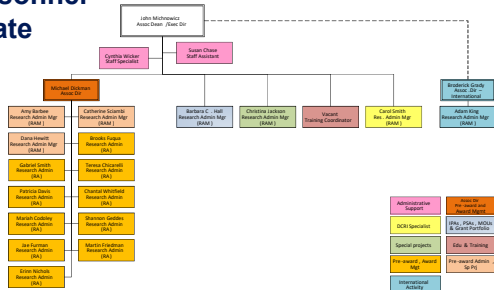 sonnel
ate
John Michnowicz
Assoc Dean /Exec Dir
Cynthia Wicker
Staff Specialist
Susan Chase
Staff Assistant
Michael Dickman
Assoc Dir
Broderick Grady
Assoc. Dir –
International
Amy Barbee
Research Admin Mgr
(RAM )
Catherine Sciambi
Research Admin Mgr
(RAM )
Barbara C . Hall
Research Admin Mgr
Christina Jackson
Research Admin Mgr
Vacant
Training Coordinator
Carol Smith
Res. Admin Mgr
(RAM )
Adam King
Research Admin Mgr
(RAM )
Dana Hewitt
Research Admin Mgr
(RAM )
Brooks Fuqua
Research Admin
(RA)
Gabriel Smith
Research Admin
(RA)
Teresa Chicarelli
Research Admin
(RA)
Patricia Davis
Research Admin
(RA)
Chantal Whitfield
Research Admin
(RA)
Mariah Cooksley
Research Admin
(RA)
Shannon Geddes
Research Admin
(RA)
Jan Furman
Research Admin
(RA)
Martin Friedman
Research Admin
(RA)
Erinn Nichols
Research Admin
(RA)
Administrative
Support
Assoc Dir
Pre-award and
Award Mgmt
DCRI Specialist
IPAs , PSAs , MOUs
& Grant Portfolio
Special projects
Edu & Training
Pre-award , Award
Mgt
Pre-award Admin ,
Sp Prj
International
Activity